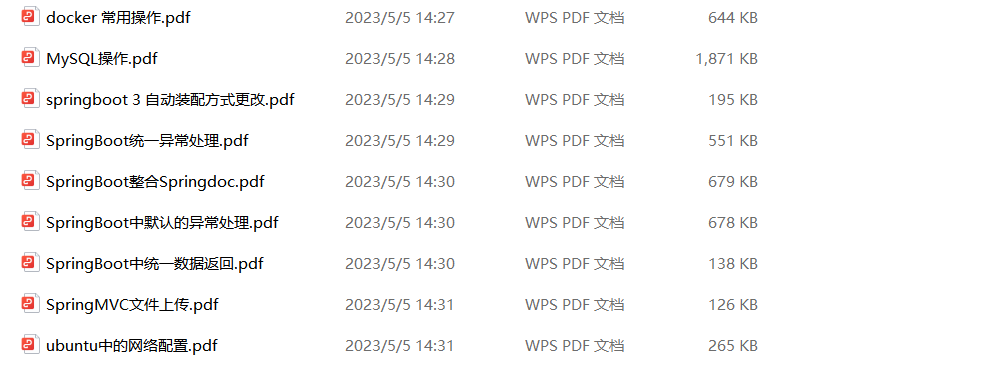 docker 常用操作.pdf 2023/5/5 14:27 WPS PDF 文档 644 KB
MySQL操作.pdf 2023/5/5 14:28 WPS PDF 文档 1,871 KB
springboot 3 自动装配方式更改.pdf 2023/5/5 14:29 WPS PDF 文档 195 KB
SpringBoot统一异常处理.pdf 2023/5/5 14:29 WPS PDF 文档 551 KB
SpringBoot整合Springdoc.pdf 2023/5/5 14:30 WPS PDF 文档 679 KB
SpringBoot中默认的异常处理.pdf 2023/5/5 14:30 WPS PDF 文档 678 KB
SpringBoot中统一数据返回.pdf 2023/5/5 14:30 WPS PDF 文档 138 KB
SpringMVC文件上传.pdf 2023/5/5 14:31 WPS PDF 文档 126 KB
ubuntu中的网络配置.pdf 2023/5/5 14:31 WPS PDF 文档 265 KB